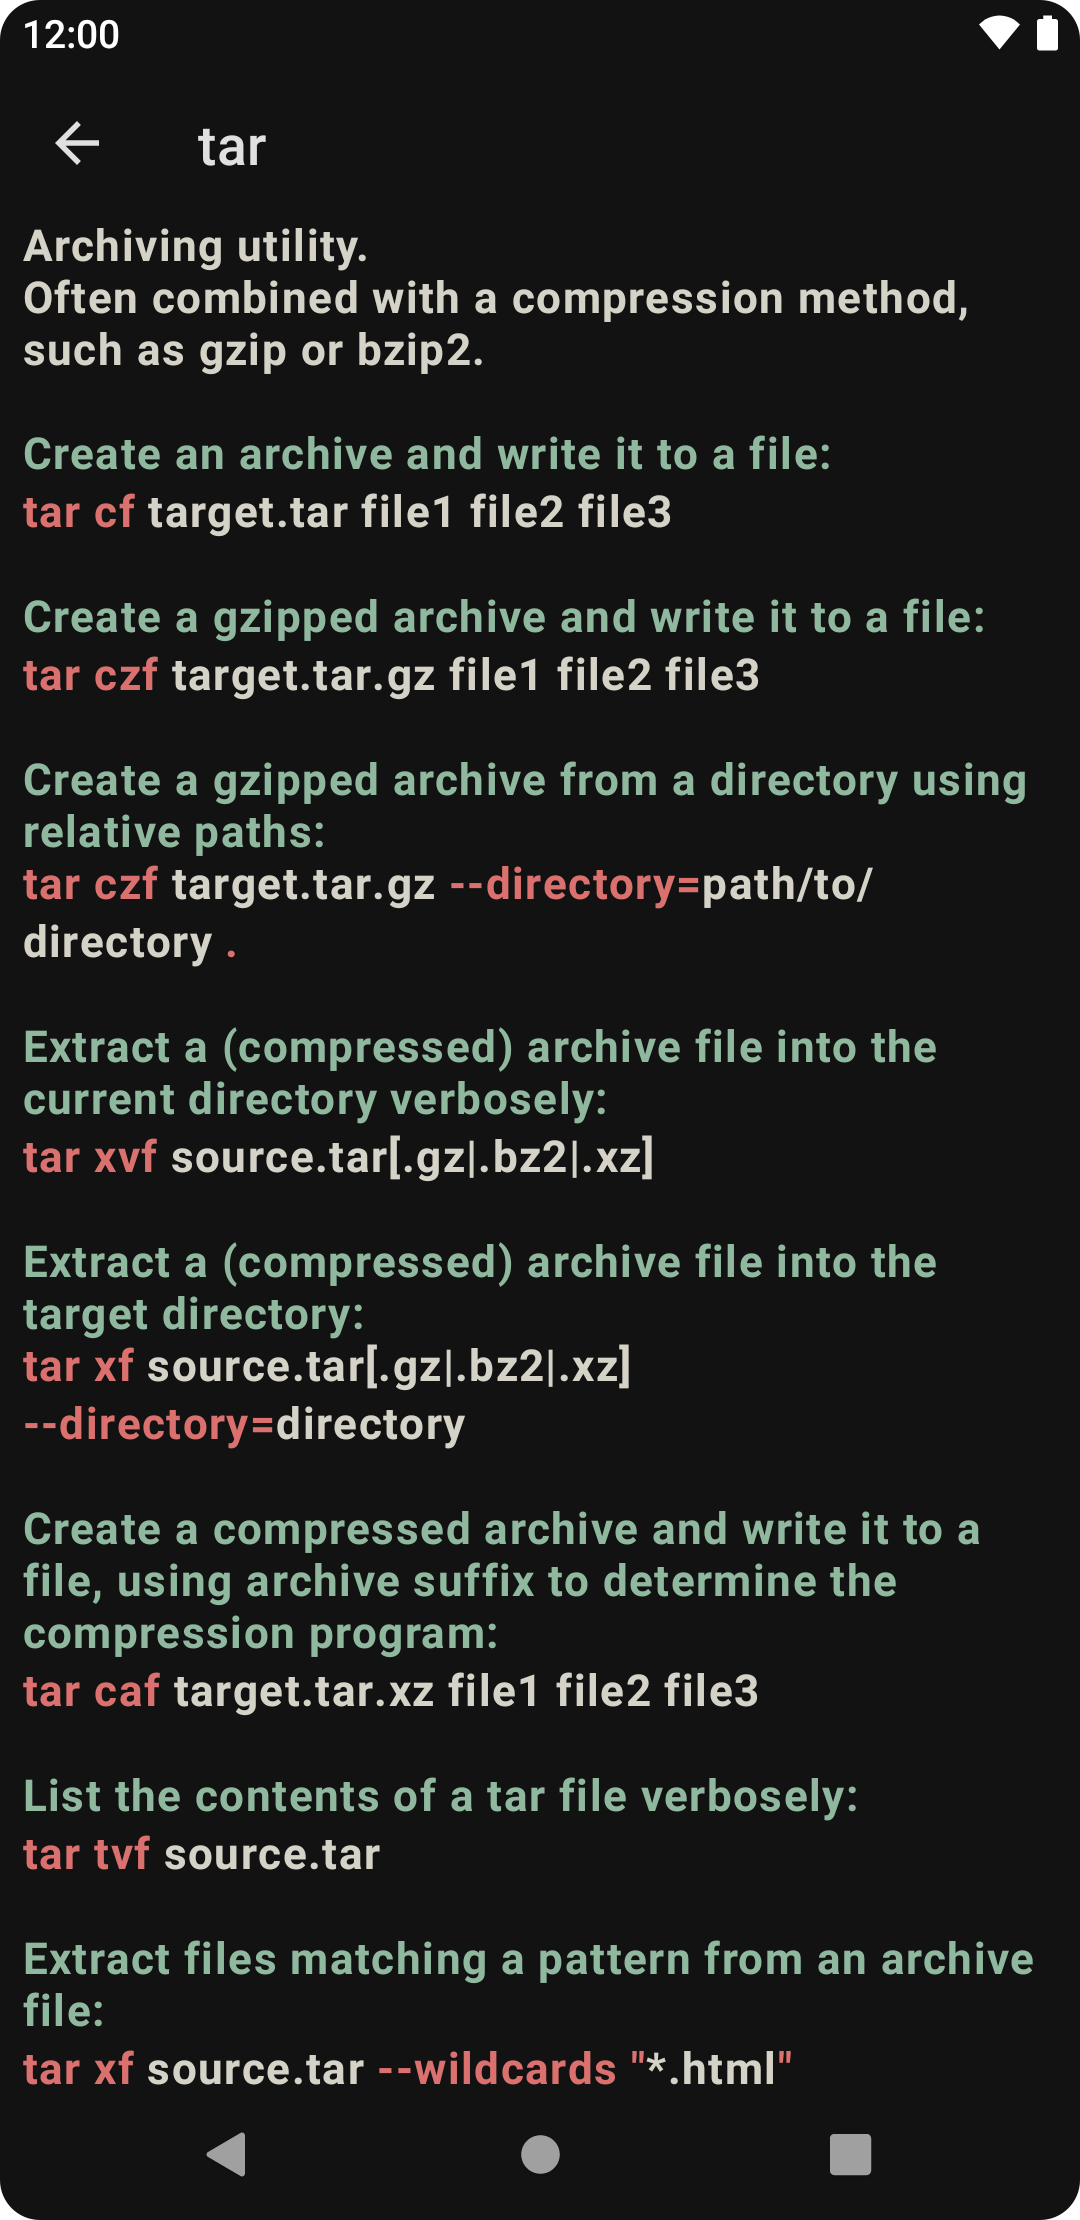 12:00
tar
Archiving utility.
Often combined with a compression method,
such as gzip or bzip2.
Create an archive and write it to a file:
tar cf target.tar file1 file2 file3
Create a gzipped archive and write it to a file:
tar czf target.tar.gz file1 file2 file3
Create a gzipped archive from a directory using
relative paths:
tar czf target.tar.gz --directory=path/to/
directory .
Extract a (compressed) archive file into the
current directory verbosely:
tar xvf source.tar[.gz|.bz2|.xz]
Extract a (compressed) archive file into the
target directory:
tar xf source.tar[.gz|.bz2|.xz]
--directory=directory
Create a compressed archive and write it to a
file, using archive suffix to determine the
compression program:
tar caf target.tar.xz file1 file2 file3
List the contents of a tar file verbosely:
tar tvf source.tar
Extract files matching a pattern from an archive
file:
tar xf source.tar --wildcards "*.html"